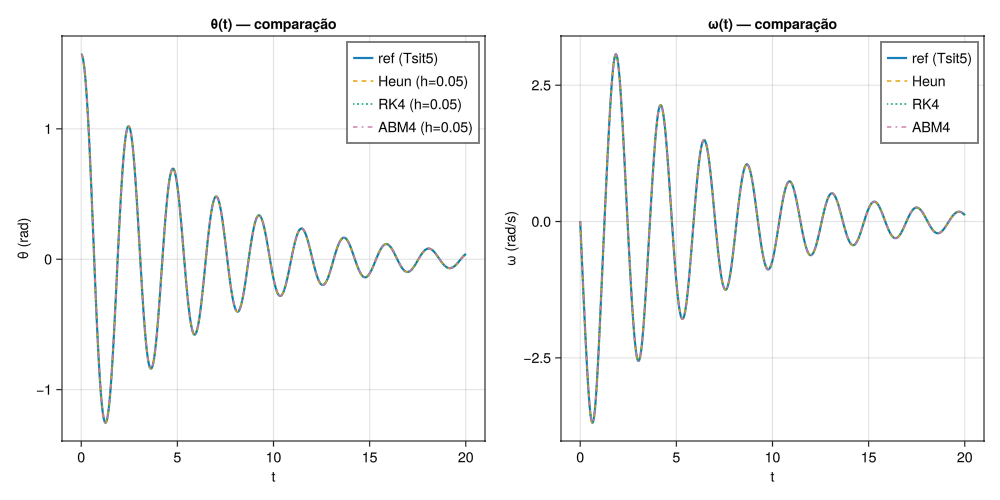 θ(t) — comparação
ref (Tsit5)
Heun (h=0.05)
RK4 (h=0.05)
ABM4 (h=0.05)
1
0
−1
θ (rad)
0
5
10
15
20
t
ω(t) — comparação
ref (Tsit5)
Heun
RK4
ABM4
2.5
0.0
−2.5
ω (rad/s)
0
5
10
15
20
t